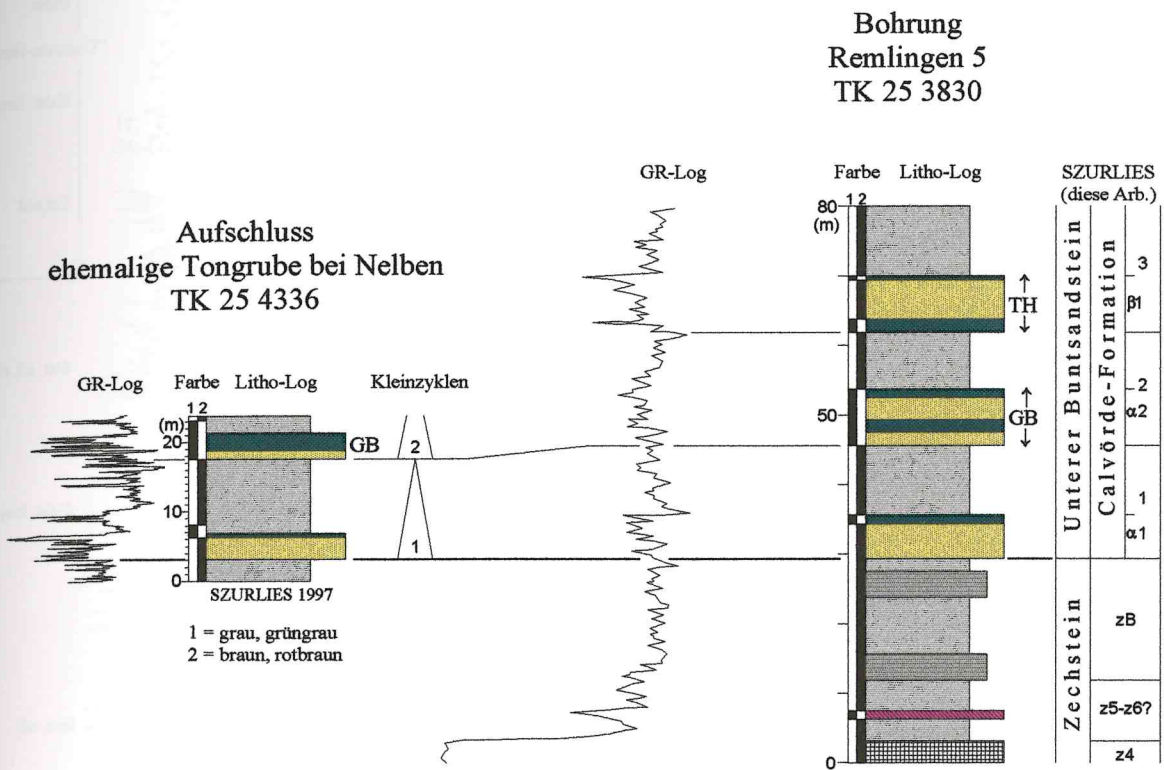 Bohrung
Remlingen 5
TK 25 3830
GR-Log
Farbe Litho-Log
SZURLIES
(diese Arb.)
1 2
80
(m)
50
0
TH
GB
Unterer Buntsandstein
Calvörde-Formation
3
β1
2
α2
1
α1
Zechstein
zB
z5-z6?
z4
Aufschluss
ehemalige Tongrube bei Nelben
TK 25 4336
GR-Log Farbe Litho-Log Kleinzyklen
1 2
(m)
20
10
0
GB
2
1
SZURLIES 1997
1 = grau, grüngrau
2 = braun, rotbraun